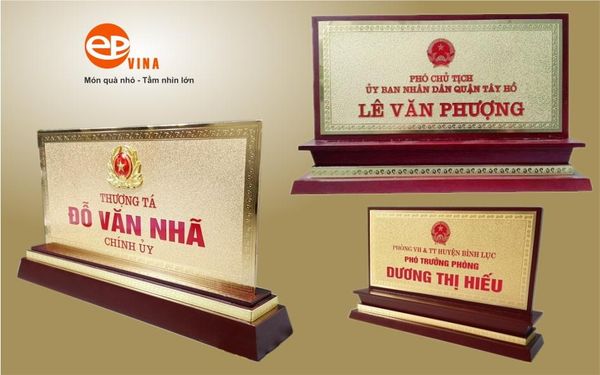 ep
VINA
Món quà nhỏ - Tầm nhìn lớn
PHÓ CHỦ TỊCH
ỦY BAN NHÂN DÂN QUẬN TÂY HỒ
LÊ VĂN PHƯỢNG
THƯỢNG TÁ
ĐỖ VĂN NHÃ
CHÍNH ỦY
PHÒNG VH & TT HUYỆN BÌNH LỤC
PHÓ TRƯỞNG PHÒNG
DƯƠNG THỊ HIẾU